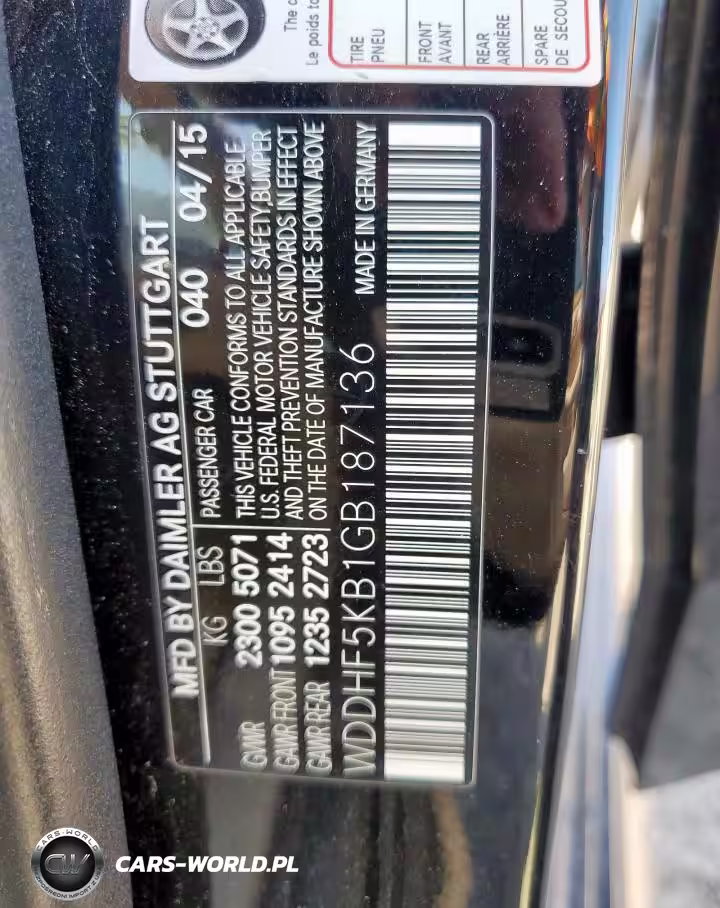 The c
Le poids to
TIRE
PNEU
FRONT
AVANT
REAR
ARRIÈRE
SPARE
DE SECOU
MFD BY DAIMLER AG STUTTGART
KG LBS PASSENGER CAR 040 04/15
GVWR 2300 5071 THIS VEHICLE CONFORMS TO ALL APPLICABLE
U.S. FEDERAL MOTOR VEHICLE SAFETY,BUMPER
GAWR FRONT 1095 2414 AND THEFT PREVENTION STANDARDS IN EFFECT
GAWR REAR 1235 2723 ON THE DATE OF MANUFACTURE SHOWN ABOVE
WDDHF5KB1GB187136 MADE IN GERMANY
CARS-WORLD
CW
CARS-WORLD.PL